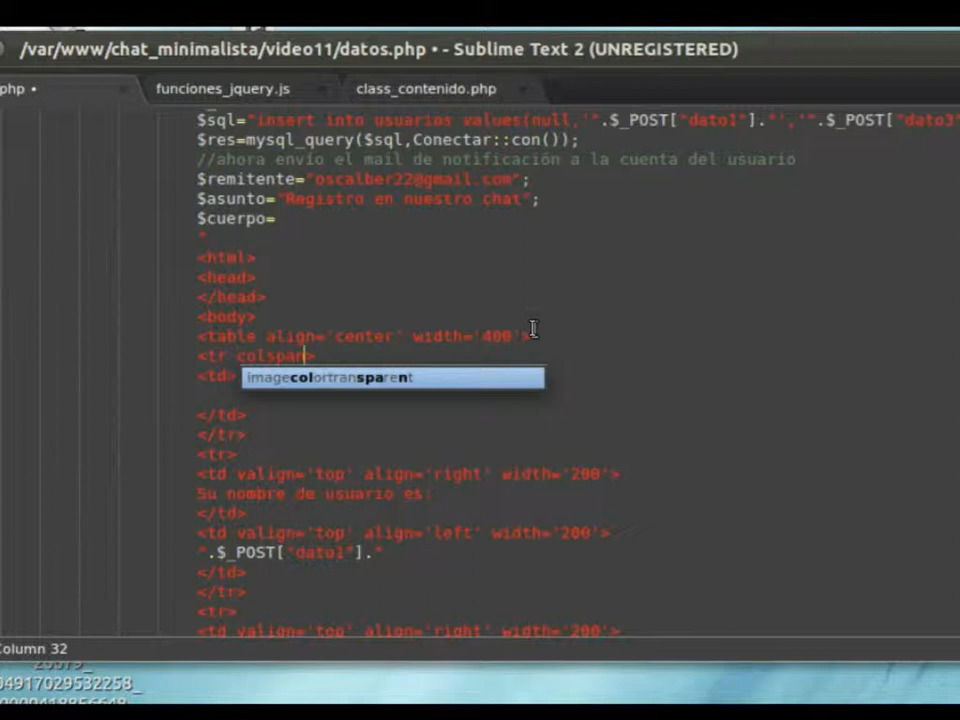 /var/www/chat_minimalista/video11/datos.php • - Sublime Text 2 (UNREGISTERED)
php • funciones_jquery.js class_contenido.php
$sql="insert into usuarios values(null,'".$_POST["dato1"]."','".$_POST["dato3"
$res=mysql_query($sql,Conectar::con());
//ahora envío el mail de notificación a la cuenta del usuario
$remitente="oscalber22@gmail.com";
$asunto="Registro en nuestro chat";
$cuerpo=
"
<html>
<head>
</head>
<body>
<table align='center' width='400'>
<tr colspan>
<td>
imagecolortransparent
</td>
</tr>
<tr>
<td valign='top' align='right' width='200'>
Su nombre de usuario es:
</td>
<td valign='top' align='left' width='200'>
".$_POST["dato1"]."
</td>
</tr>
<tr>
<td valign='top' align='right' width='200'>
Column 32
04917029532258_